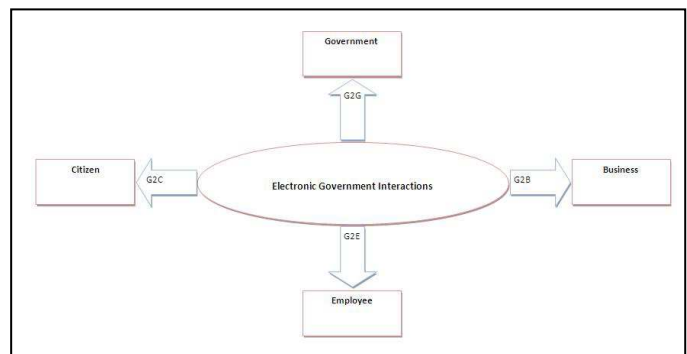 Government
G2G
Citizen
G2C
Electronic Government Interactions
G2B
Business
G2E
Employee